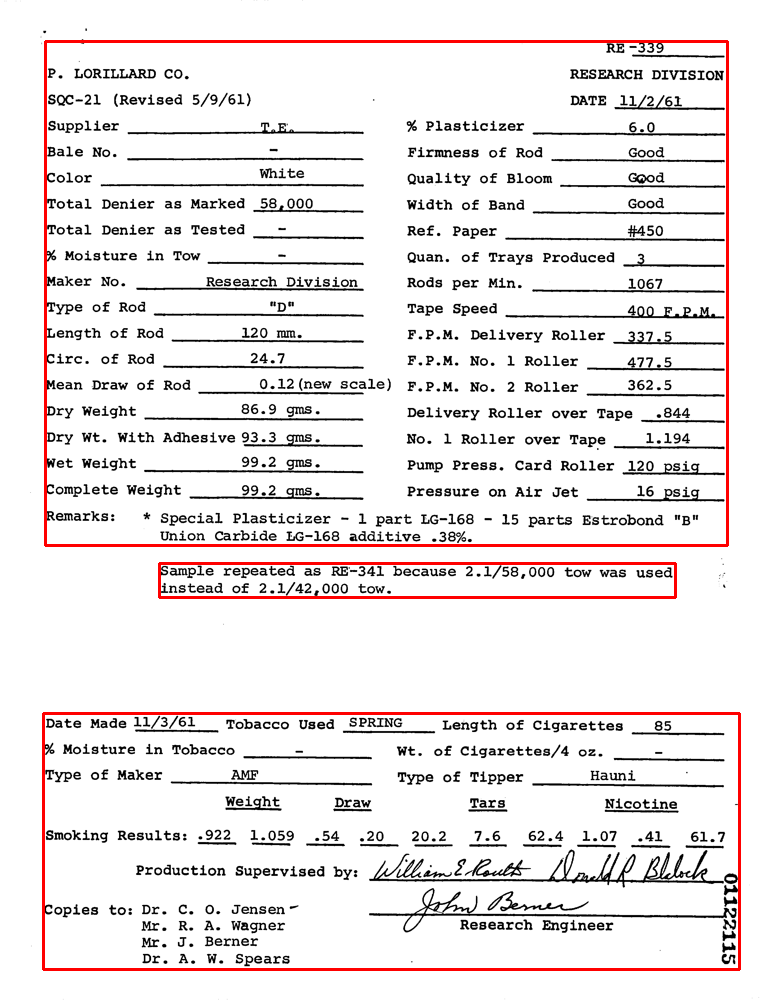 RE -339
P. LORILLARD CO. RESEARCH DIVISION
SQC-21 (Revised 5/9/61) DATE 11/2/61
Supplier T.E. % Plasticizer 6.0
Bale No. - Firmness of Rod Good
Color White Quality of Bloom Good
Total Denier as Marked 58,000 Width of Band Good
Total Denier as Tested - Ref. Paper #450
% Moisture in Tow - Quan. of Trays Produced 3
Maker No. Research Division Rods per Min. 1067
Type of Rod "D" Tape Speed 400 F.P.M.
Length of Rod 120 mm. F.P.M. Delivery Roller 337.5
Circ. of Rod 24.7 F.P.M. No. 1 Roller 477.5
Mean Draw of Rod 0.12(new scale) F.P.M. No. 2 Roller 362.5
Dry Weight 86.9 gms. Delivery Roller over Tape .844
Dry Wt. With Adhesive 93.3 gms. No. 1 Roller over Tape 1.194
Wet Weight 99.2 gms. Pump Press. Card Roller 120 psig
Complete Weight 99.2 gms. Pressure on Air Jet 16 psig
Remarks: * Special Plasticizer - 1 part LG-168 - 15 parts Estrobond "B"
Union Carbide LG-168 additive .38%.
Sample repeated as RE-341 because 2.1/58,000 tow was used
instead of 2.1/42,000 tow.
Date Made 11/3/61 Tobacco Used SPRING Length of Cigarettes 85
% Moisture in Tobacco - Wt. of Cigarettes/4 oz. -
Type of Maker AMF Type of Tipper Hauni
Weight Draw Tars Nicotine
Smoking Results: .922 1.059 .54 .20 20.2 7.6 62.4 1.07 .41 61.7
Production Supervised by: William E. Routh Donald R Blalock
Copies to: Dr. C. O. Jensen - John Berner
Mr. R. A. Wagner Research Engineer
Mr. J. Berner
Dr. A. W. Spears
01122115